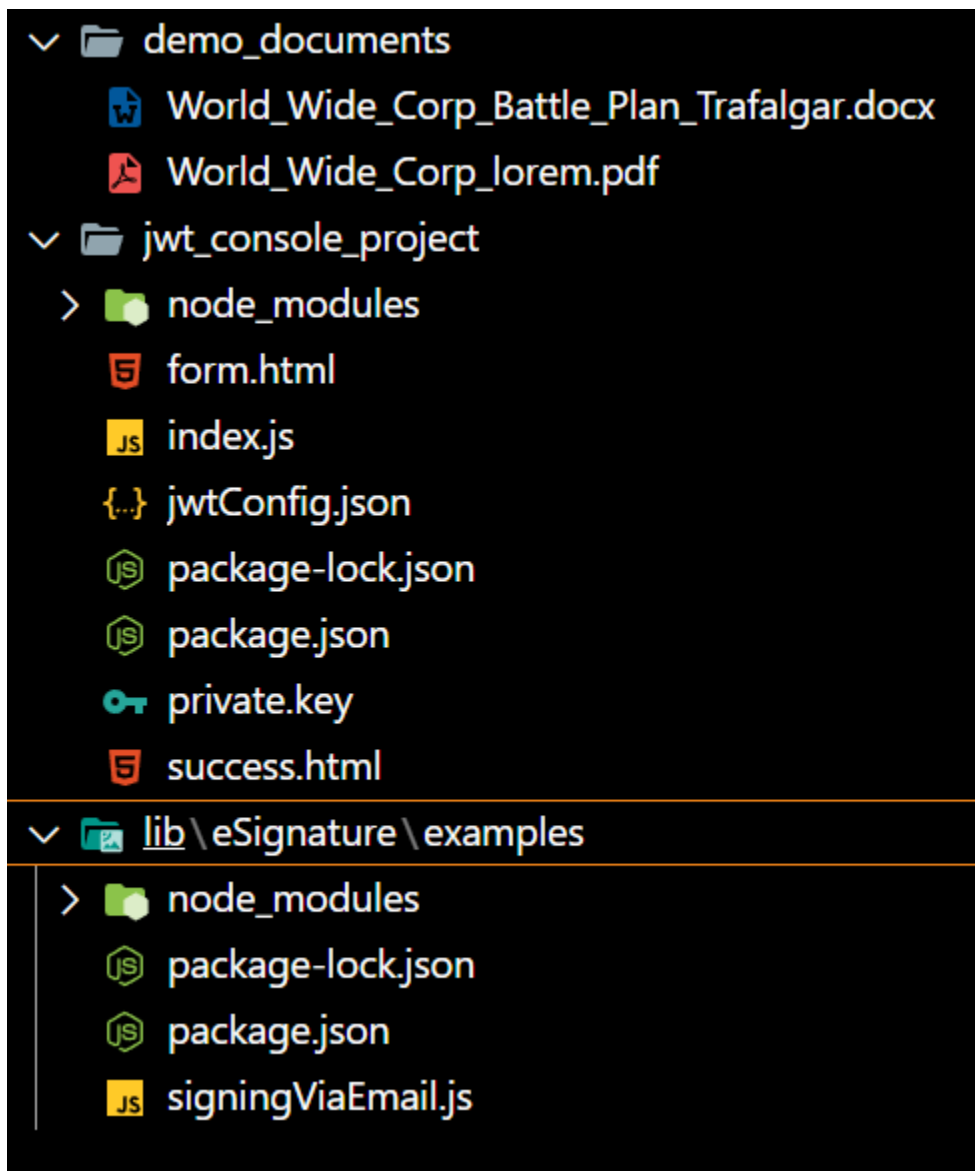 demo_documents
World_Wide_Corp_Battle_Plan_Trafalgar.docx
World_Wide_Corp_lorem.pdf
jwt_console_project
node_modules
form.html
index.js
jwtConfig.json
package-lock.json
package.json
private.key
success.html
lib\eSignature\examples
node_modules
package-lock.json
package.json
signingViaEmail.js